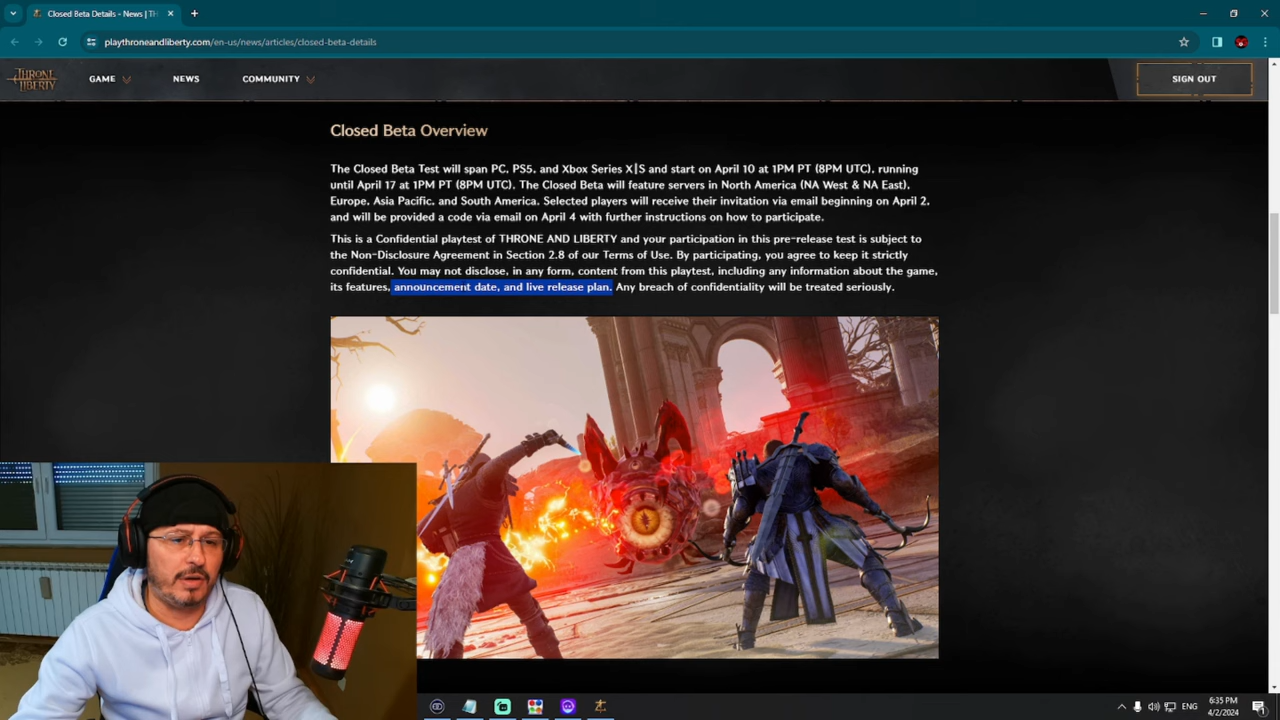 Closed Beta Details - News | TH
playthroneandliberty.com/en-us/news/articles/closed-beta-details
THRONE
LIBERTY
GAME
NEWS
COMMUNITY
SIGN OUT
Closed Beta Overview
The Closed Beta Test will span PC, PS5, and Xbox Series X|S and start on April 10 at 1PM PT (8PM UTC), running
until April 17 at 1PM PT (8PM UTC). The Closed Beta will feature servers in North America (NA West & NA East),
Europe, Asia Pacific, and South America. Selected players will receive their invitation via email beginning on April 2,
and will be provided a code via email on April 4 with further instructions on how to participate.
This is a Confidential playtest of THRONE AND LIBERTY and your participation in this pre-release test is subject to
the Non-Disclosure Agreement in Section 2.8 of our Terms of Use. By participating, you agree to keep it strictly
confidential. You may not disclose, in any form, content from this playtest, including any information about the game,
its features, announcement date, and live release plan. Any breach of confidentiality will be treated seriously.
ENG
6:35 PM
4/2/2024